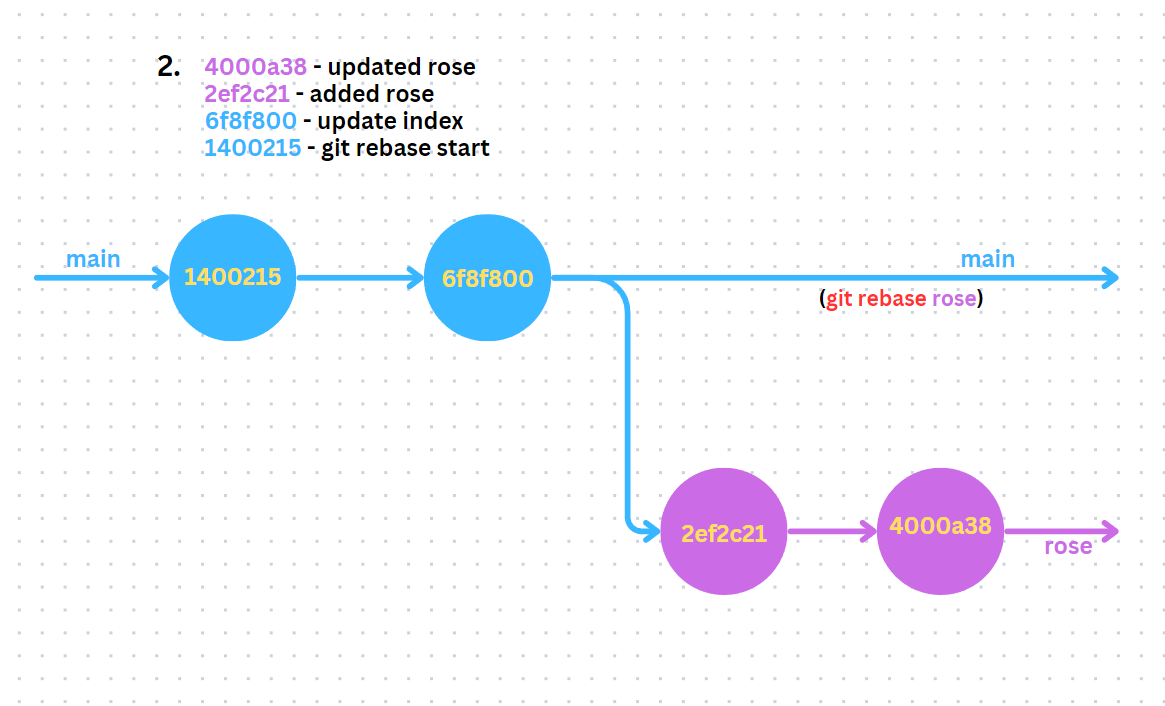 2. 4000a38 - updated rose
2ef2c21 - added rose
6f8f800 - update index
1400215 - git rebase start
main
main
1400215
6f8f800
(git rebase rose)
2ef2c21
4000a38
rose